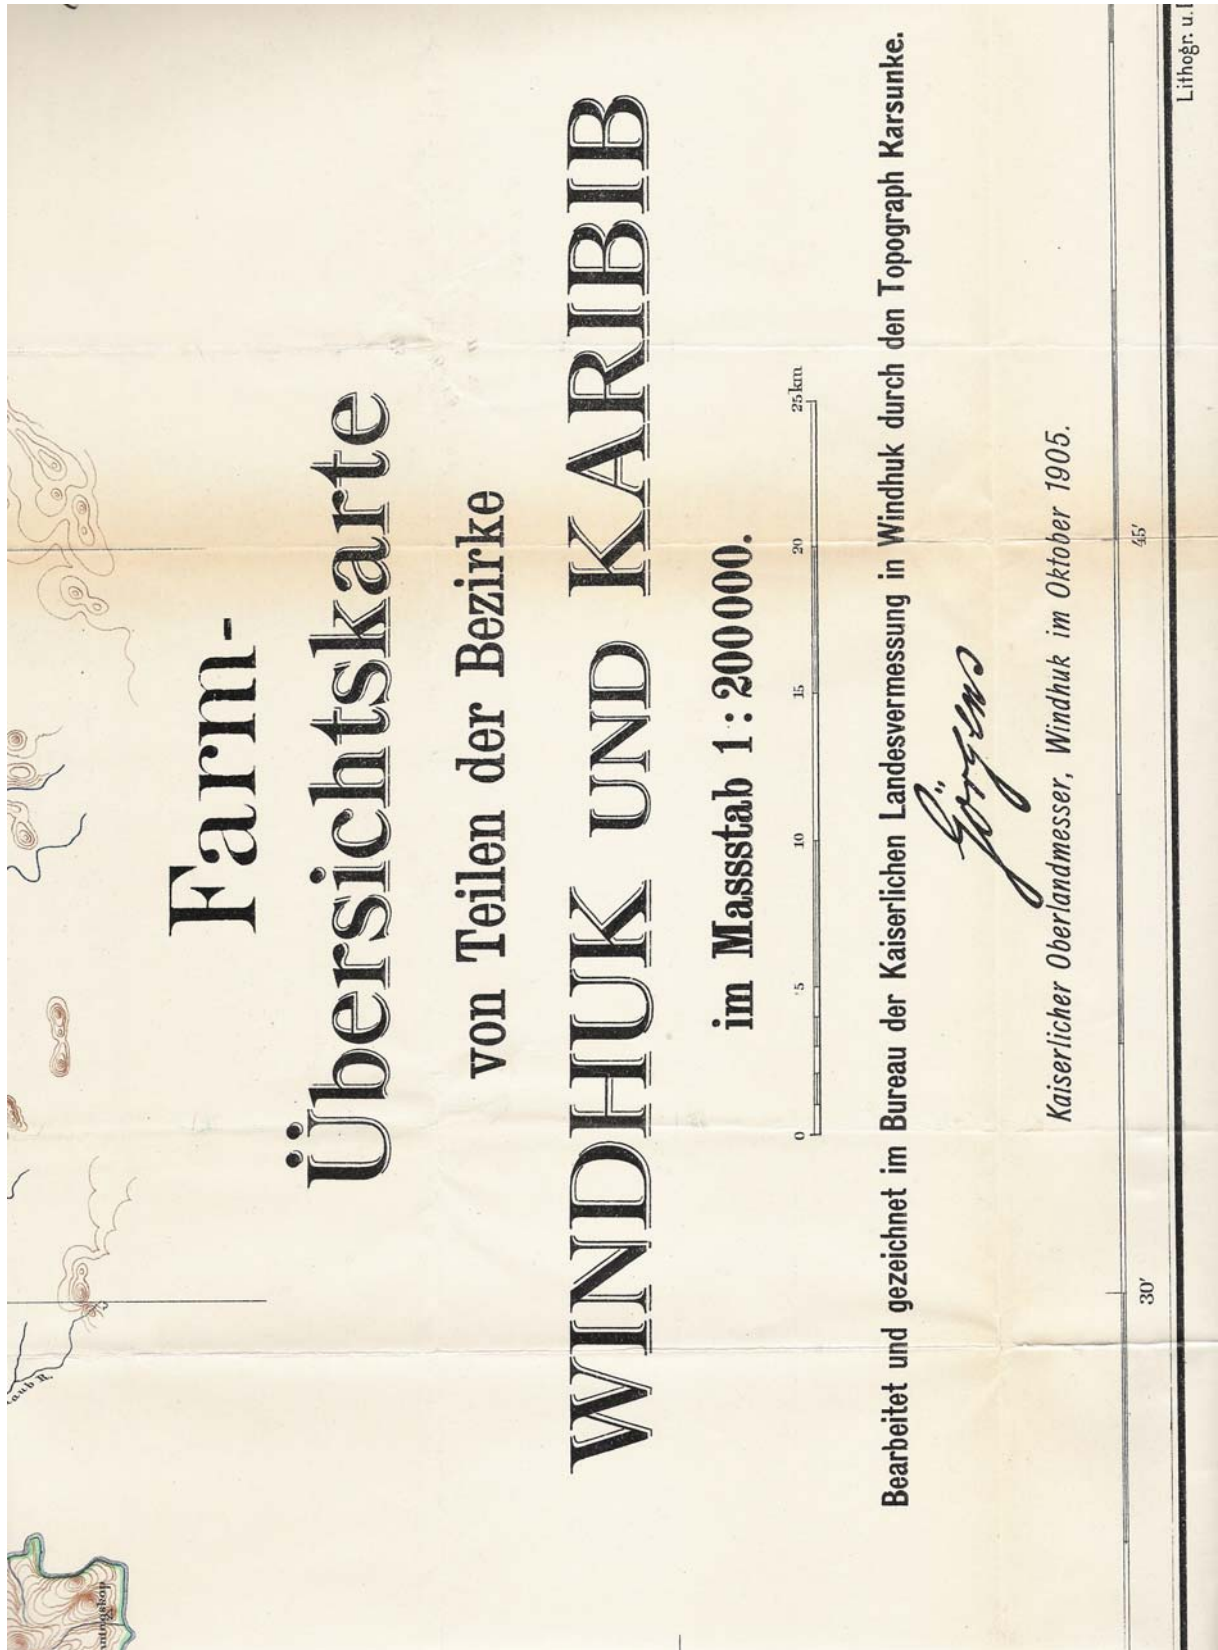 Farm-
Übersichtskarte
von Teilen der Bezirke
WINDHUK UND KARIBIB
im Massstab 1:200000.
0 5 10 15 20 25 km
Bearbeitet und gezeichnet im Bureau der Kaiserlichen Landesvermessung in Windhuk durch den Topograph Karsunke.
Görgens
Kaiserlicher Oberlandmesser, Windhuk im Oktober 1905.
30' 45'
Lithogr. u.